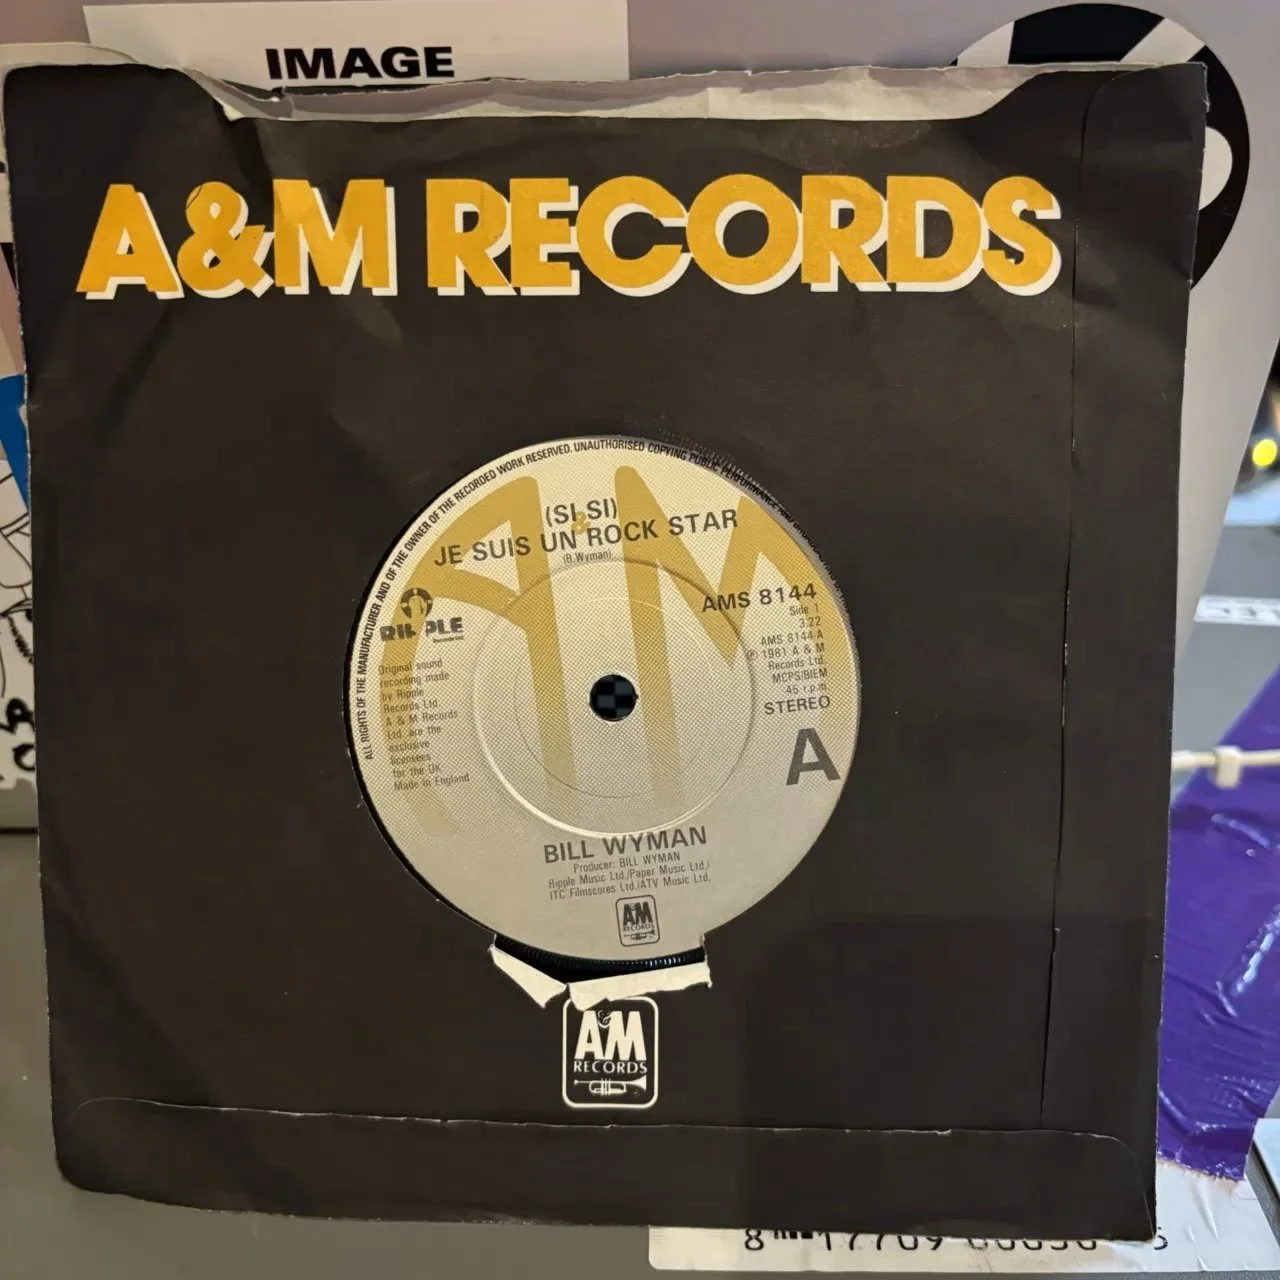 IMAGE
A&M RECORDS
ALL RIGHTS OF THE MANUFACTURER AND OF THE OWNER OF THE RECORDED WORK RESERVED. UNAUTHORISED COPYING PUBLIC PERFORMANCE AND
(SI SI)
JE SUIS UN ROCK STAR
(B.Wyman)
RIPPLE
Records Ltd.
Original sound
recording made
by Ripple
Records Ltd.
A & M Records
Ltd. are the
exclusive
licensees
for the UK
Made in England
AMS 8144
Side 1
3.22
AMS 8144-A
℗ 1981 A & M
Records Ltd.
MCPS/BIEM
45 r.p.m.
STEREO
A
BILL WYMAN
Producer: BILL WYMAN
Ripple Music Ltd./Paper Music Ltd./
ITC Filmscores Ltd./ATV Music Ltd.
A&M
RECORDS
A&M
RECORDS